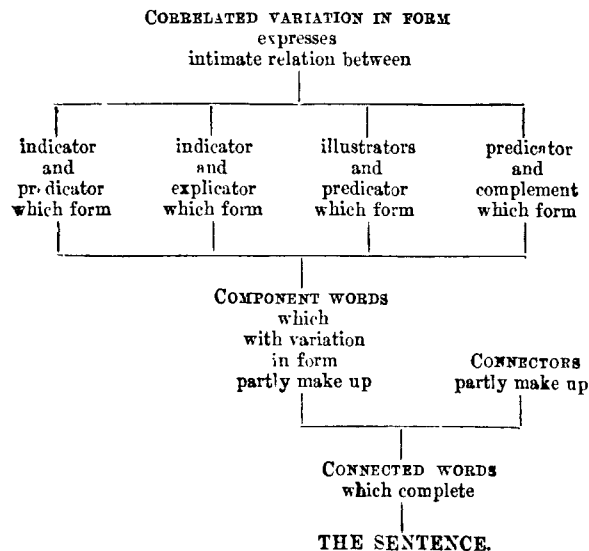 CORRELATED VARIATION IN FORM
expresses
intimate relation between
indicator
and
predicator
which form
indicator
and
explicator
which form
illustrators
and
predicator
which form
predicator
and
complement
which form
COMPONENT WORDS
which
with variation
in form
partly make up
CONNECTORS
partly make up
CONNECTED WORDS
which complete
THE SENTENCE.